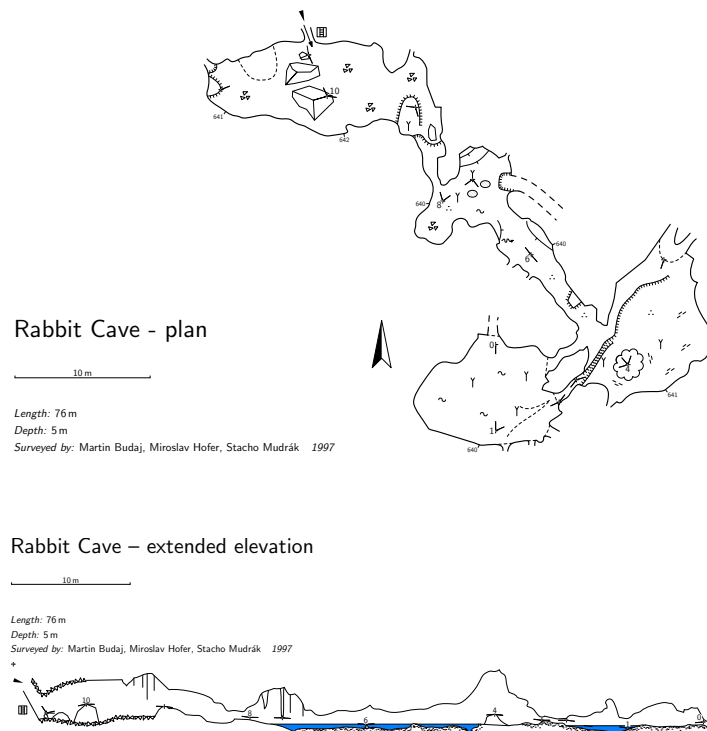 10
641
642
640
8
640
6
Rabbit Cave - plan
0
10 m
4
641
Length: 76 m
Depth: 5 m
1
Surveyed by: Martin Budaj, Miroslav Hofer, Stacho Mudrák 1997
640
Rabbit Cave – extended elevation
10 m
Length: 76 m
Depth: 5 m
Surveyed by: Martin Budaj, Miroslav Hofer, Stacho Mudrák 1997
10
8
6
4
1
0